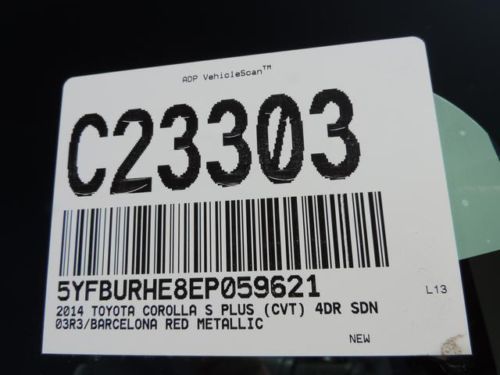 ADP VehicleScan™
C23303
5YFBURHE8EP059621
L13
2014 TOYOTA COROLLA S PLUS (CVT) 4DR SDN
03R3/BARCELONA RED METALLIC
NEW